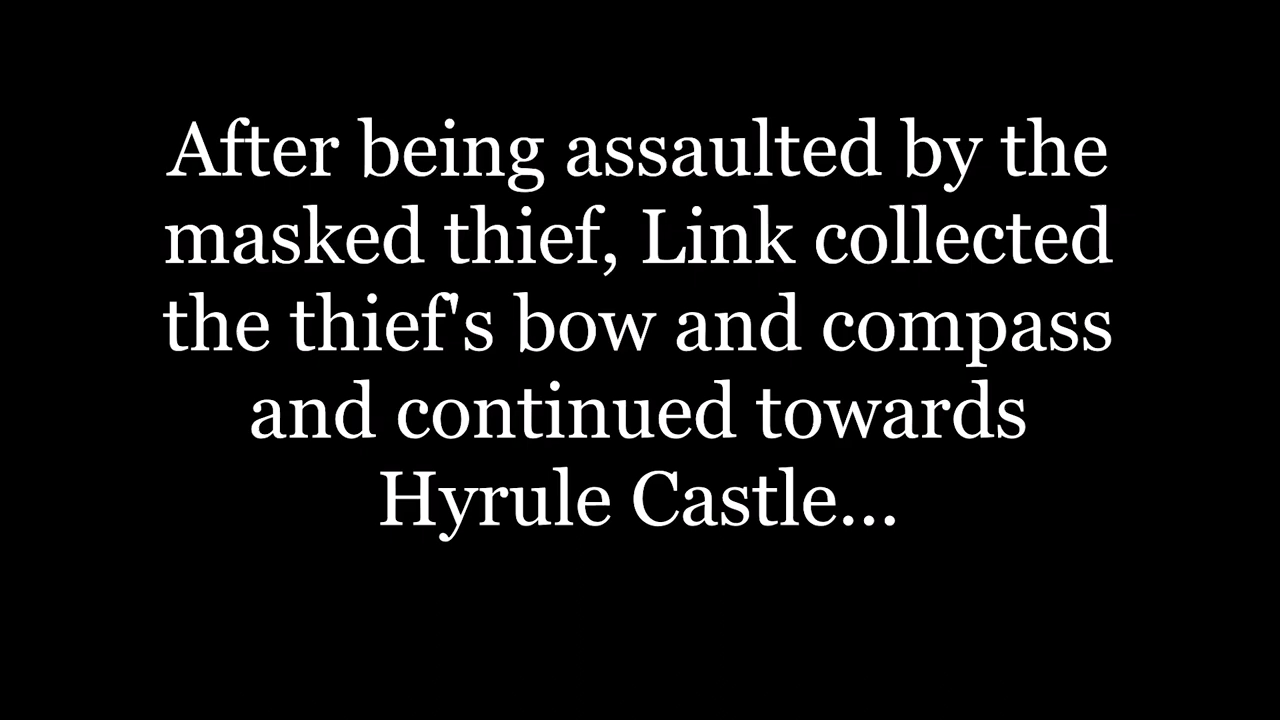 After being assaulted by the
masked thief, Link collected
the thief's bow and compass
and continued towards
Hyrule Castle...